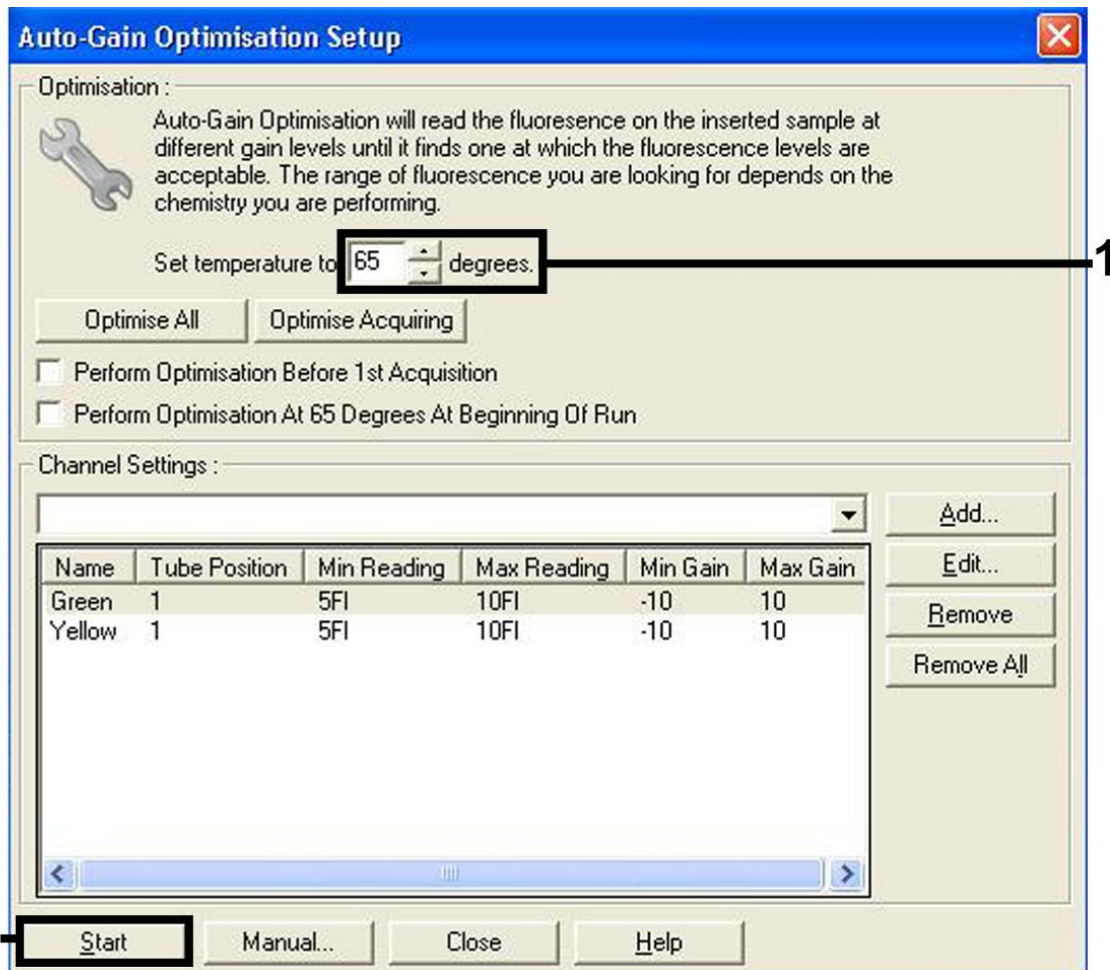 Auto-Gain Optimisation Setup
Optimisation :
Auto-Gain Optimisation will read the fluoresence on the inserted sample at
different gain levels until it finds one at which the fluorescence levels are
acceptable. The range of fluorescence you are looking for depends on the
chemistry you are performing.
Set temperature to 65 degrees.
1
Optimise All Optimise Acquiring
Perform Optimisation Before 1st Acquisition
Perform Optimisation At 65 Degrees At Beginning Of Run
Channel Settings :
Add...
Name Tube Position Min Reading Max Reading Min Gain Max Gain Edit...
Green 1 5Fl 10Fl -10 10
Remove
Yellow 1 5Fl 10Fl -10 10
Remove All
Start Manual... Close Help